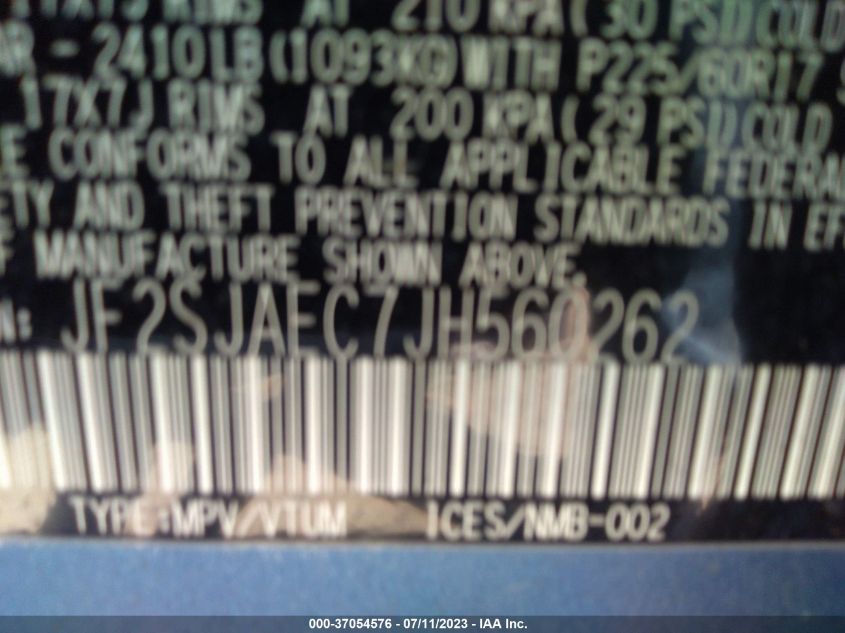 17X7J RIMS AT 210 KPA(30 PSI)COLD
- 2410LB(1093KG)WITH P225/60R17
17X7J RIMS AT 200 KPA(29 PSI)COLD
CONFORMS TO ALL APPLICABLE FEDERA
ETY AND THEFT PREVENTION STANDARDS IN EF
F MANUFACTURE SHOWN ABOVE.
JF2SJAEC7JH560262
TYPE:MPV/VTUM ICES/NMB-002
000-37054576 - 07/11/2023 - IAA Inc.